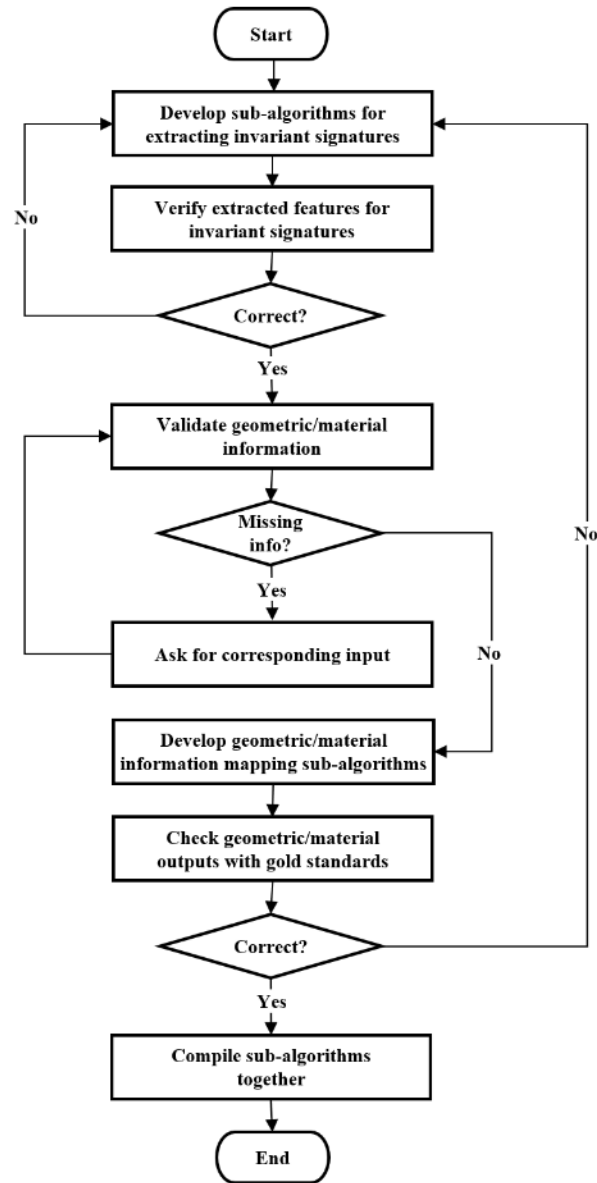 Start
Develop sub-algorithms for
extracting invariant signatures
Verify extracted features for
invariant signatures
No
Correct?
Yes
Validate geometric/material
information
Missing
info?
No
Yes
Ask for corresponding input
No
Develop geometric/material
information mapping sub-algorithms
Check geometric/material
outputs with gold standards
Correct?
Yes
Compile sub-algorithms
together
End